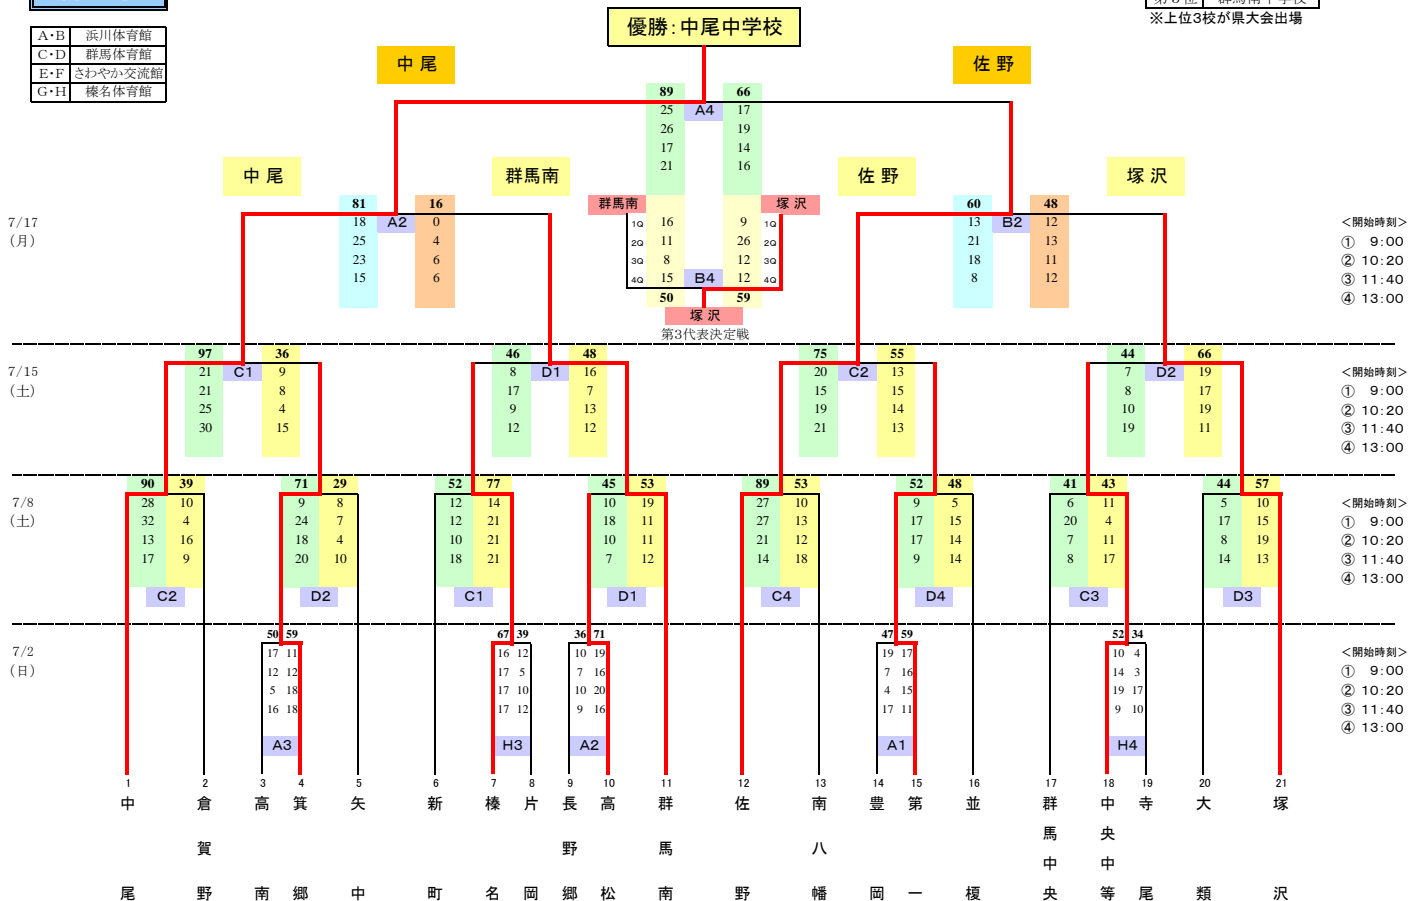 優勝：中尾中学校
第3位 群馬南中学校
※上位3校が県大会出場
A・B 浜川体育館
C・D 群馬体育館
E・F さわやか交流館
G・H 榛名体育館
中尾
佐野
89 66
25 A4 17
26 19
17 14
21 16
中尾
群馬南
佐野
塚沢
7/17
(月)
81 16
18 A2 0
25 4
23 6
15 6
群馬南 塚沢
1Q 16 9 1Q
2Q 11 26 2Q
3Q 8 12 3Q
4Q 15 B4 12 4Q
50 59
塚沢
第3代表決定戦
60 48
13 B2 12
21 13
18 11
8 12
＜開始時刻＞
① 9:00
② 10:20
③ 11:40
④ 13:00
7/15
(土)
97 36
21 C1 9
21 8
25 4
30 15
46 48
8 D1 16
17 7
9 13
12 12
75 55
20 C2 13
15 15
19 14
21 13
44 66
7 D2 19
8 17
10 19
19 11
＜開始時刻＞
① 9:00
② 10:20
③ 11:40
④ 13:00
7/8
(土)
90 39
28 10
32 4
13 16
17 9
C2
71 29
9 8
24 7
18 4
20 10
D2
52 77
12 14
12 21
10 21
18 21
C1
45 53
10 19
18 11
10 11
7 12
D1
89 53
27 10
27 13
21 12
14 18
C4
52 48
9 5
17 15
17 14
9 14
D4
41 43
6 11
20 4
7 11
8 17
C3
44 57
5 10
17 15
8 19
14 13
D3
＜開始時刻＞
① 9:00
② 10:20
③ 11:40
④ 13:00
7/2
(日)
50 59
17 11
12 12
5 18
16 18
A3
67 39
16 12
17 5
17 10
17 12
H3
36 71
10 19
7 16
10 20
9 16
A2
47 59
19 17
7 16
4 15
17 11
A1
52 34
10 4
14 3
19 17
9 10
H4
＜開始時刻＞
① 9:00
② 10:20
③ 11:40
④ 13:00
1 中尾
2 倉賀野
3 高南
4 箕郷
5 矢中
6 新町
7 榛名
8 片岡
9 長野郷
10 高松
11 群馬南
12 佐野
13 南八幡
14 豊岡
15 第一
16 並榎
17 群馬中央
18 中央中等
19 寺尾
20 大類
21 塚沢